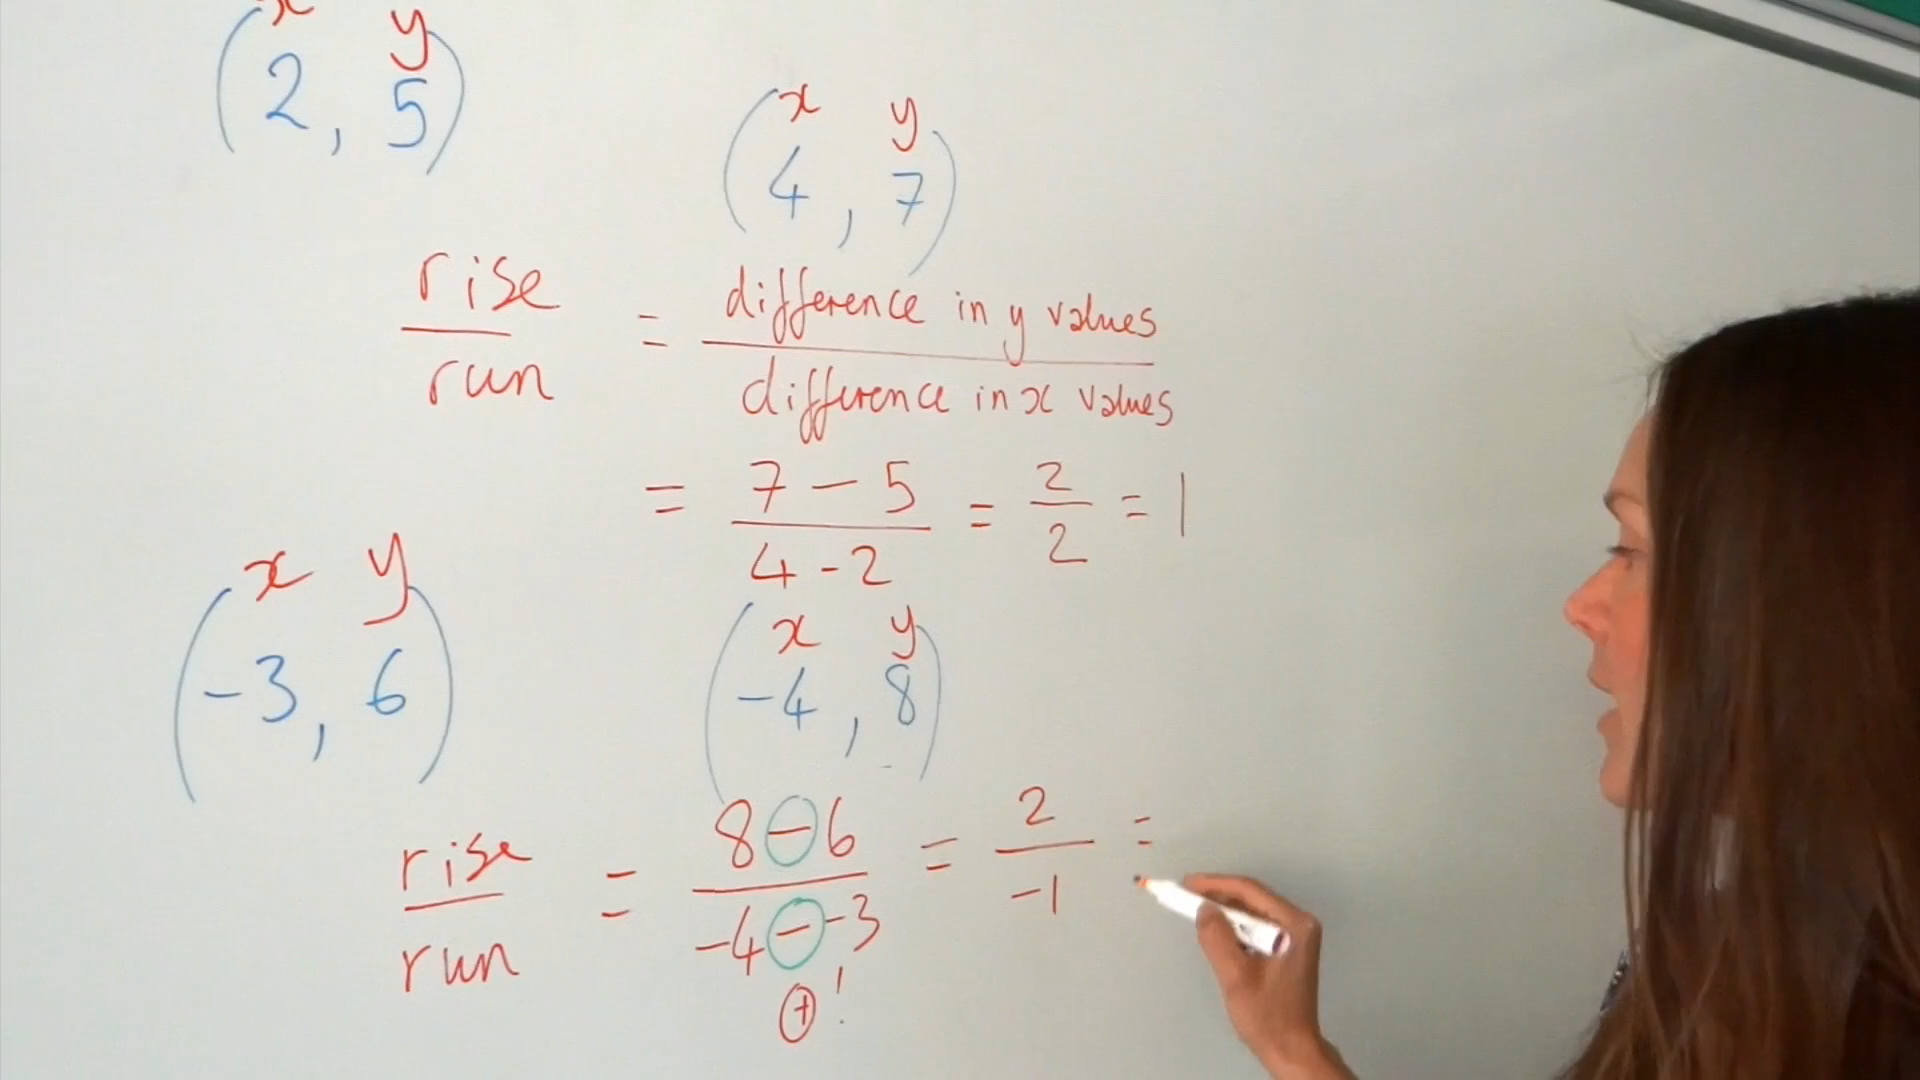 x y
(2, 5)
x y
(4, 7)
rise = difference in y values
run difference in x values
= 7 - 5 = 2 = 1
4 - 2 2
x y
(-3, 6)
x y
(-4, 8)
rise = 8 - 6 = 2 =
run -4 - -3 -1
+ !